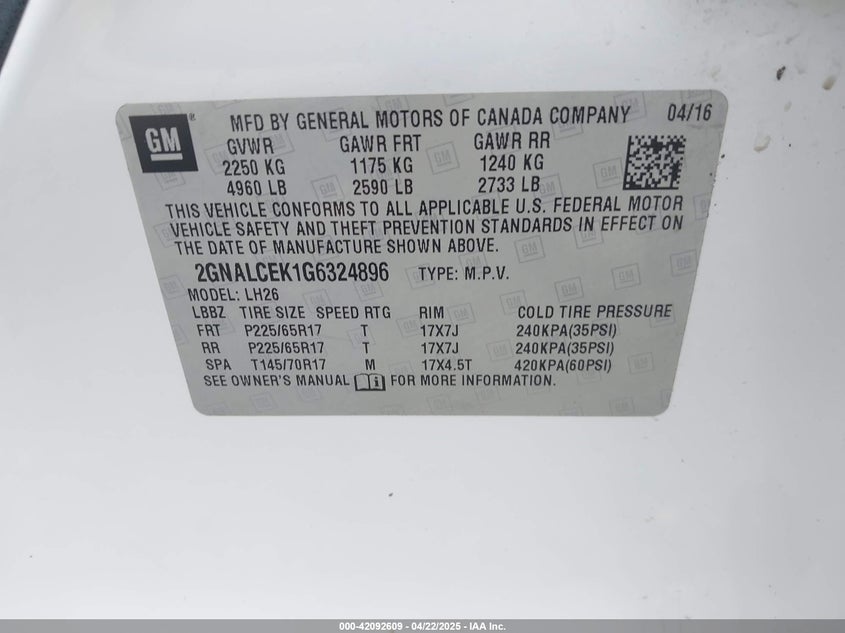 GM ® MFD BY GENERAL MOTORS OF CANADA COMPANY 04/16
GVWR GAWR FRT GAWR RR
2250 KG 1175 KG 1240 KG
4960 LB 2590 LB 2733 LB
THIS VEHICLE CONFORMS TO ALL APPLICABLE U.S. FEDERAL MOTOR
VEHICLE SAFETY AND THEFT PREVENTION STANDARDS IN EFFECT ON
THE DATE OF MANUFACTURE SHOWN ABOVE.
2GNALCEK1G6324896 TYPE: M.P.V.
MODEL: LH26
LBBZ TIRE SIZE SPEED RTG RIM COLD TIRE PRESSURE
FRT P225/65R17 T 17X7J 240KPA(35PSI)
RR P225/65R17 T 17X7J 240KPA(35PSI)
SPA T145/70R17 M 17X4.5T 420KPA(60PSI)
SEE OWNER'S MANUAL FOR MORE INFORMATION.
000-42092609 - 04/22/2025 - IAA Inc.